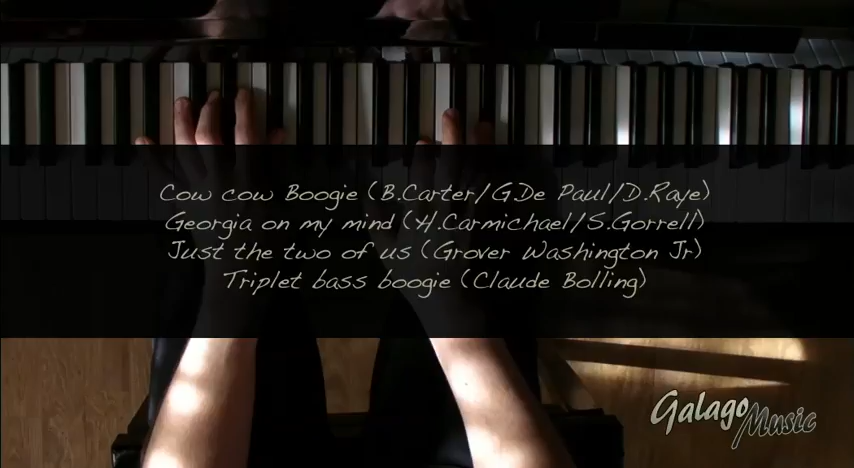 Cow cow Boogie (B.Carter/G.De Paul/D.Raye)
Georgia on my mind (H.Carmichael/S.Gorrell)
Just the two of us (Grover Washington Jr)
Triplet bass boogie (Claude Bolling)
Galago Music